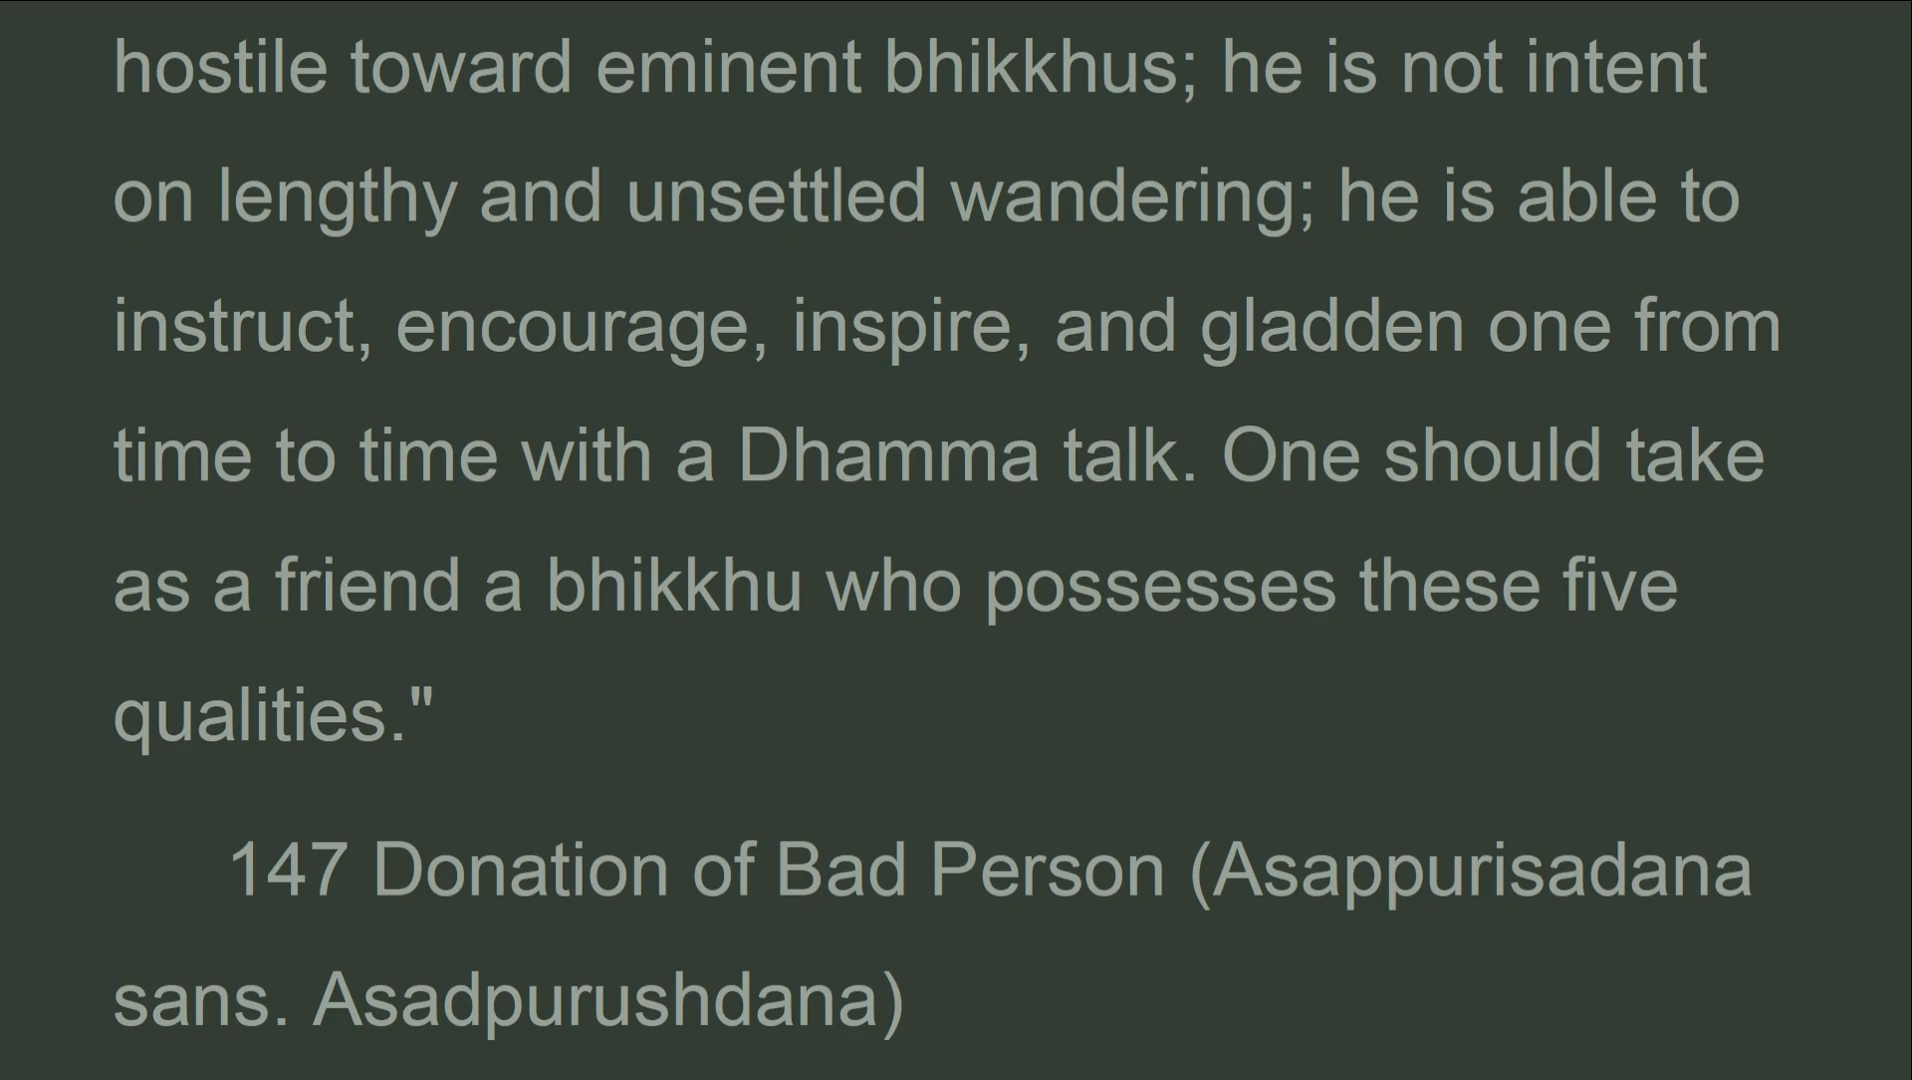 hostile toward eminent bhikkhus; he is not intent
on lengthy and unsettled wandering; he is able to
instruct, encourage, inspire, and gladden one from
time to time with a Dhamma talk. One should take
as a friend a bhikkhu who possesses these five
qualities."
147 Donation of Bad Person (Asappurisadana
sans. Asadpurushdana)